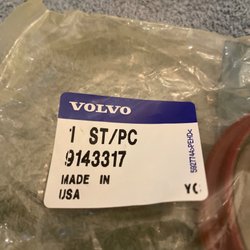 VOLVO
1 ST/PC
9143317
MADE IN
USA
YC